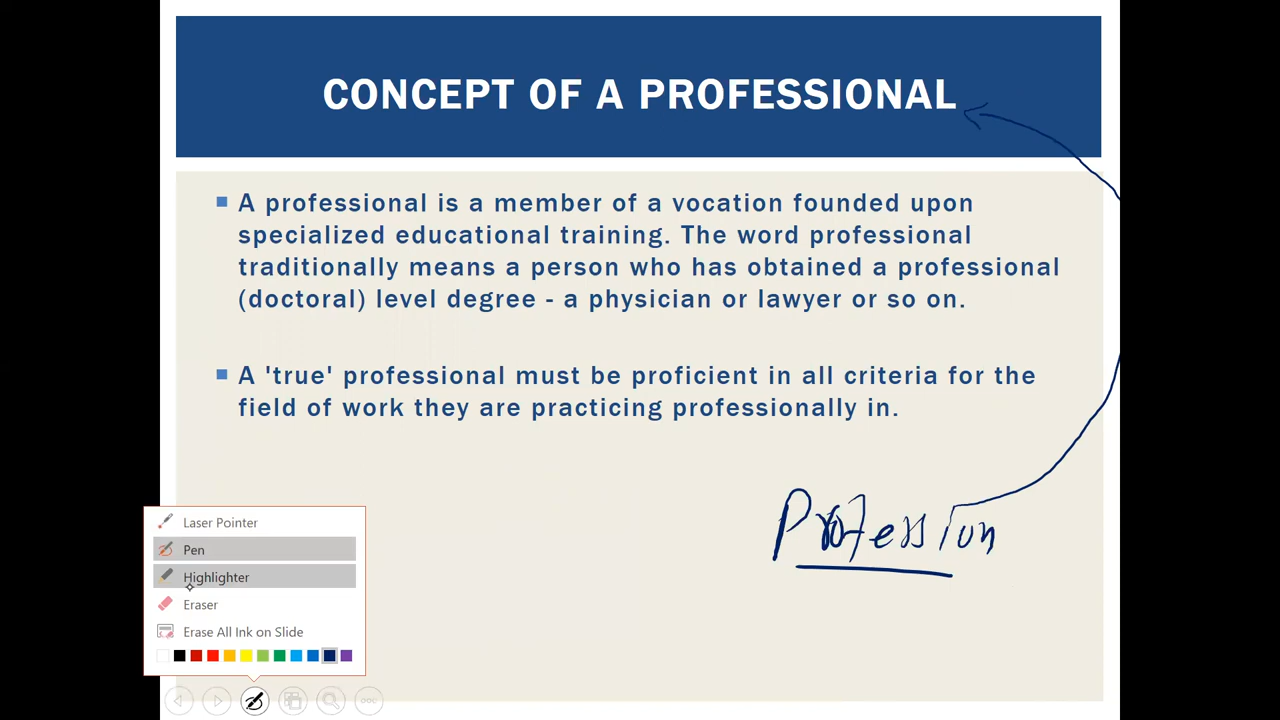 CONCEPT OF A PROFESSIONAL
A professional is a member of a vocation founded upon
specialized educational training. The word professional
traditionally means a person who has obtained a professional
(doctoral) level degree - a physician or lawyer or so on.
A 'true' professional must be proficient in all criteria for the
field of work they are practicing professionally in.
Profession
Laser Pointer
Pen
Highlighter
Eraser
Erase All Ink on Slide